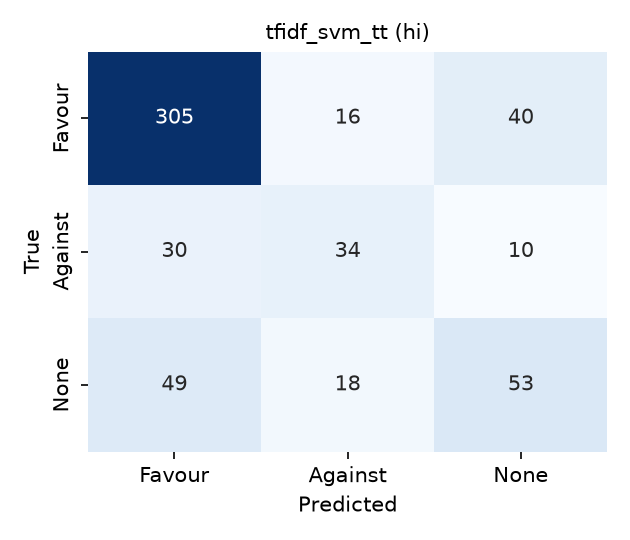 tfidf_svm_tt (hi)
True
Favour
305 16 40
Against
30 34 10
None
49 18 53
Favour Against None
Predicted